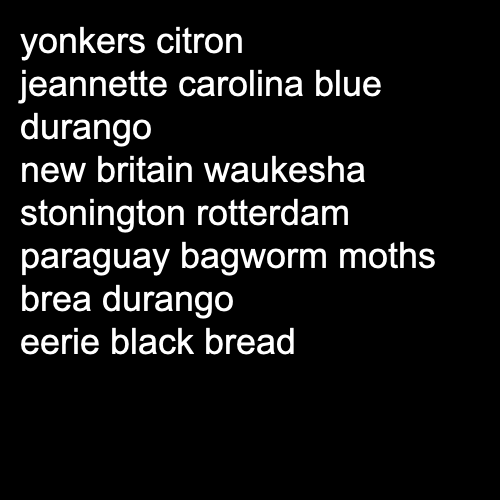 yonkers citron
jeannette carolina blue
durango
new britain waukesha
stonington rotterdam
paraguay bagworm moths
brea durango
eerie black bread